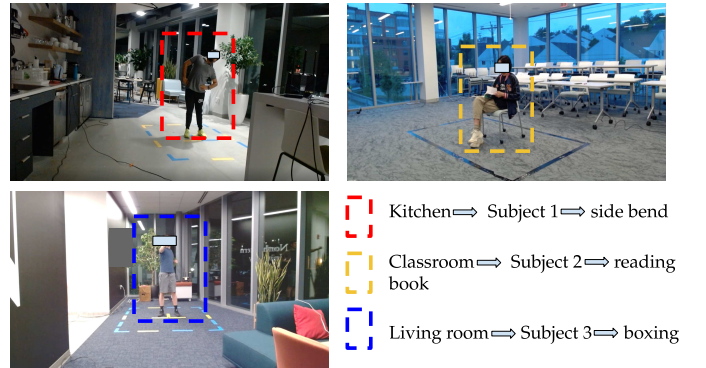 Kitchen Subject 1 side bend
Classroom Subject 2 reading
book
Living room Subject 3 boxing